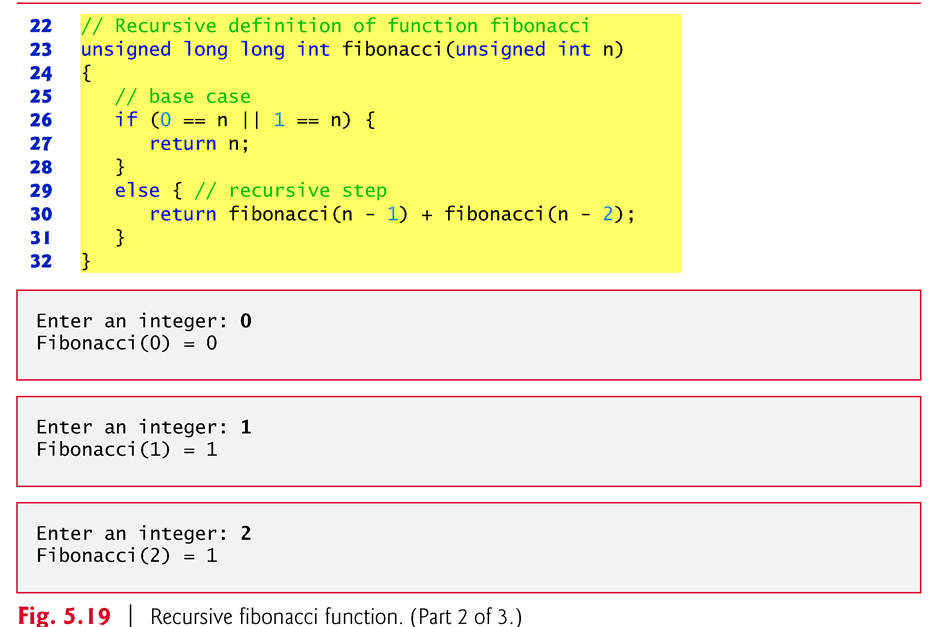 22 // Recursive definition of function fibonacci
23 unsigned long long int fibonacci(unsigned int n)
24 {
25    // base case
26    if (0 == n || 1 == n) {
27       return n;
28    }
29    else { // recursive step
30       return fibonacci(n - 1) + fibonacci(n - 2);
31    }
32 }
Enter an integer: 0
Fibonacci(0) = 0
Enter an integer: 1
Fibonacci(1) = 1
Enter an integer: 2
Fibonacci(2) = 1
Fig. 5.19 | Recursive fibonacci function. (Part 2 of 3.)